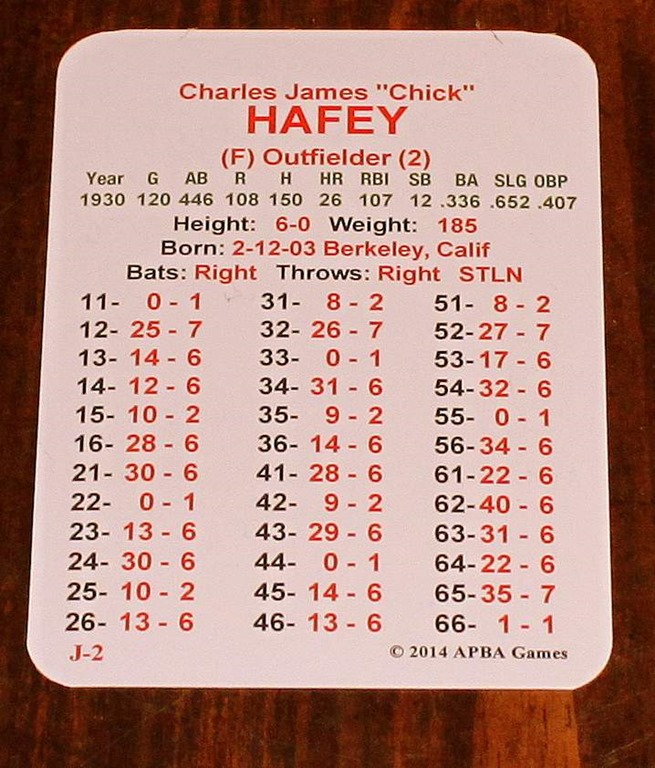 Charles James "Chick"
HAFEY
(F) Outfielder (2)
Year G AB R H HR RBI SB BA SLG OBP
1930 120 446 108 150 26 107 12 .336 .652 .407
Height: 6-0 Weight: 185
Born: 2-12-03 Berkeley, Calif
Bats: Right Throws: Right STLN
11- 0 - 1 31- 8 - 2 51- 8 - 2
12- 25 - 7 32- 26 - 7 52- 27 - 7
13- 14 - 6 33- 0 - 1 53- 17 - 6
14- 12 - 6 34- 31 - 6 54- 32 - 6
15- 10 - 2 35- 9 - 2 55- 0 - 1
16- 28 - 6 36- 14 - 6 56- 34 - 6
21- 30 - 6 41- 28 - 6 61- 22 - 6
22- 0 - 1 42- 9 - 2 62- 40 - 6
23- 13 - 6 43- 29 - 6 63- 31 - 6
24- 30 - 6 44- 0 - 1 64- 22 - 6
25- 10 - 2 45- 14 - 6 65- 35 - 7
26- 13 - 6 46- 13 - 6 66- 1 - 1
J-2 © 2014 APBA Games